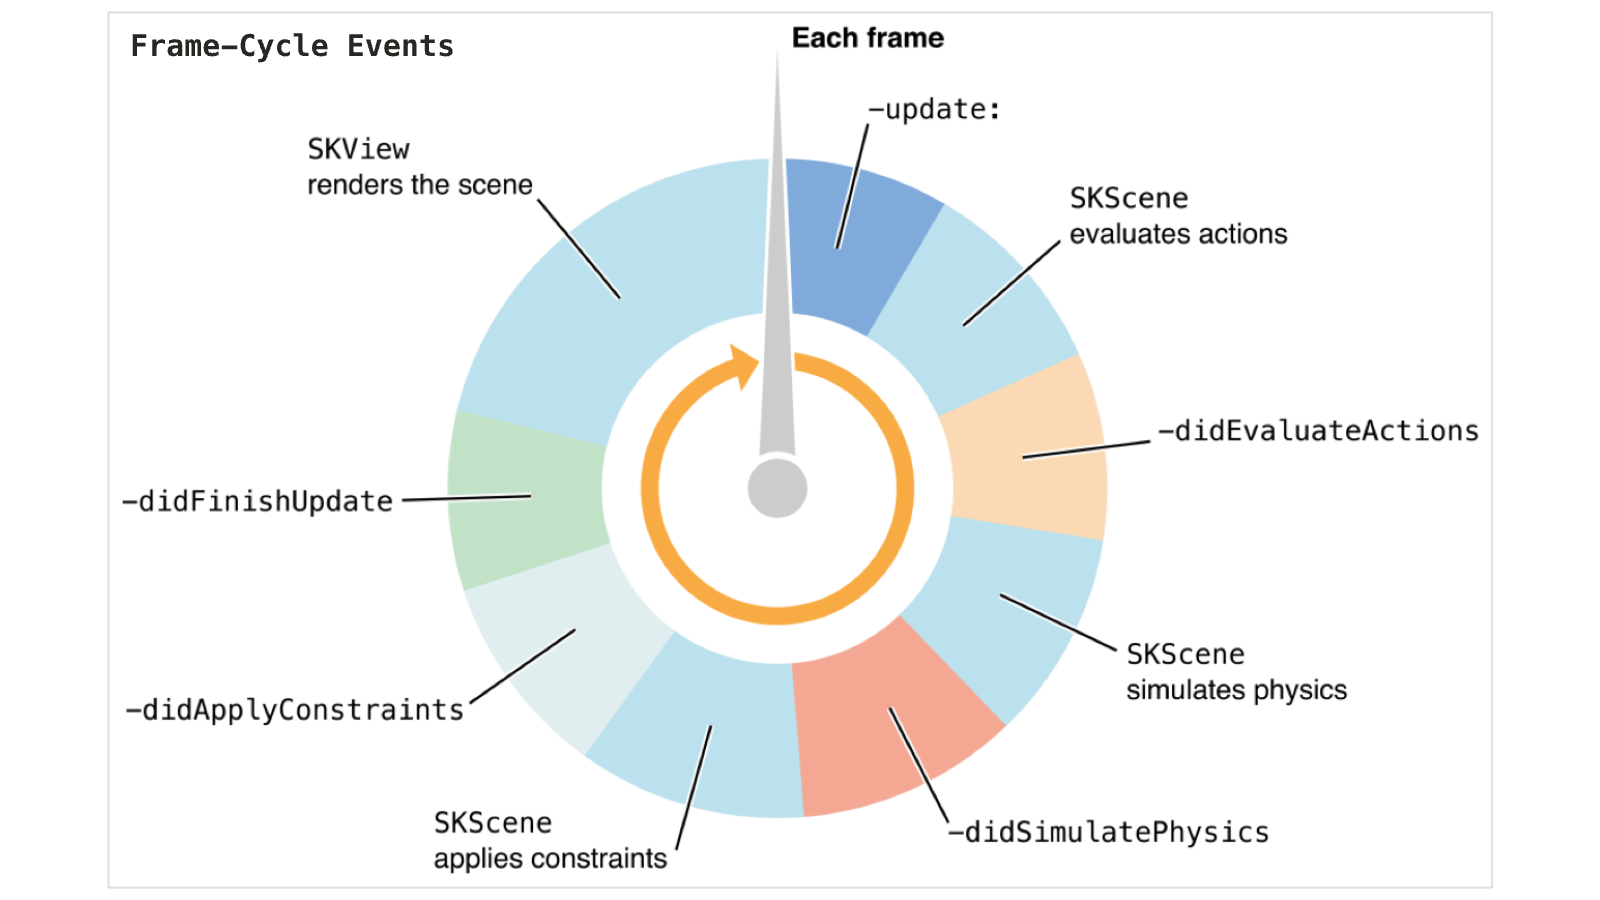 Frame-Cycle Events
Each frame
-update:
SKScene
evaluates actions
-didEvaluateActions
SKScene
simulates physics
-didSimulatePhysics
SKScene
applies constraints
-didApplyConstraints
-didFinishUpdate
SKView
renders the scene